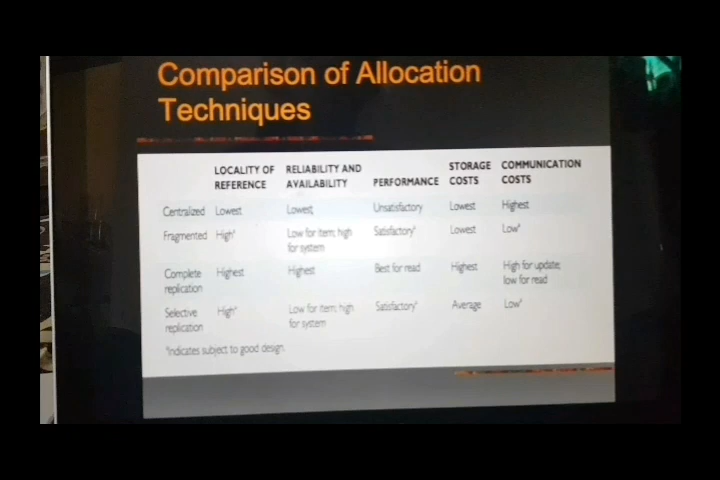 Comparison of Allocation
Techniques
LOCALITY OF REFERENCE RELIABILITY AND AVAILABILITY PERFORMANCE STORAGE COSTS COMMUNICATION COSTS
Centralized Lowest Lowest Unsatisfactory Lowest Highest
Fragmented High* Low for item; high for system Satisfactory* Lowest Low*
Complete replication Highest Highest Best for read Highest High for update; low for read
Selective replication High* Low for item; high for system Satisfactory* Average Low*
*Indicates subject to good design.